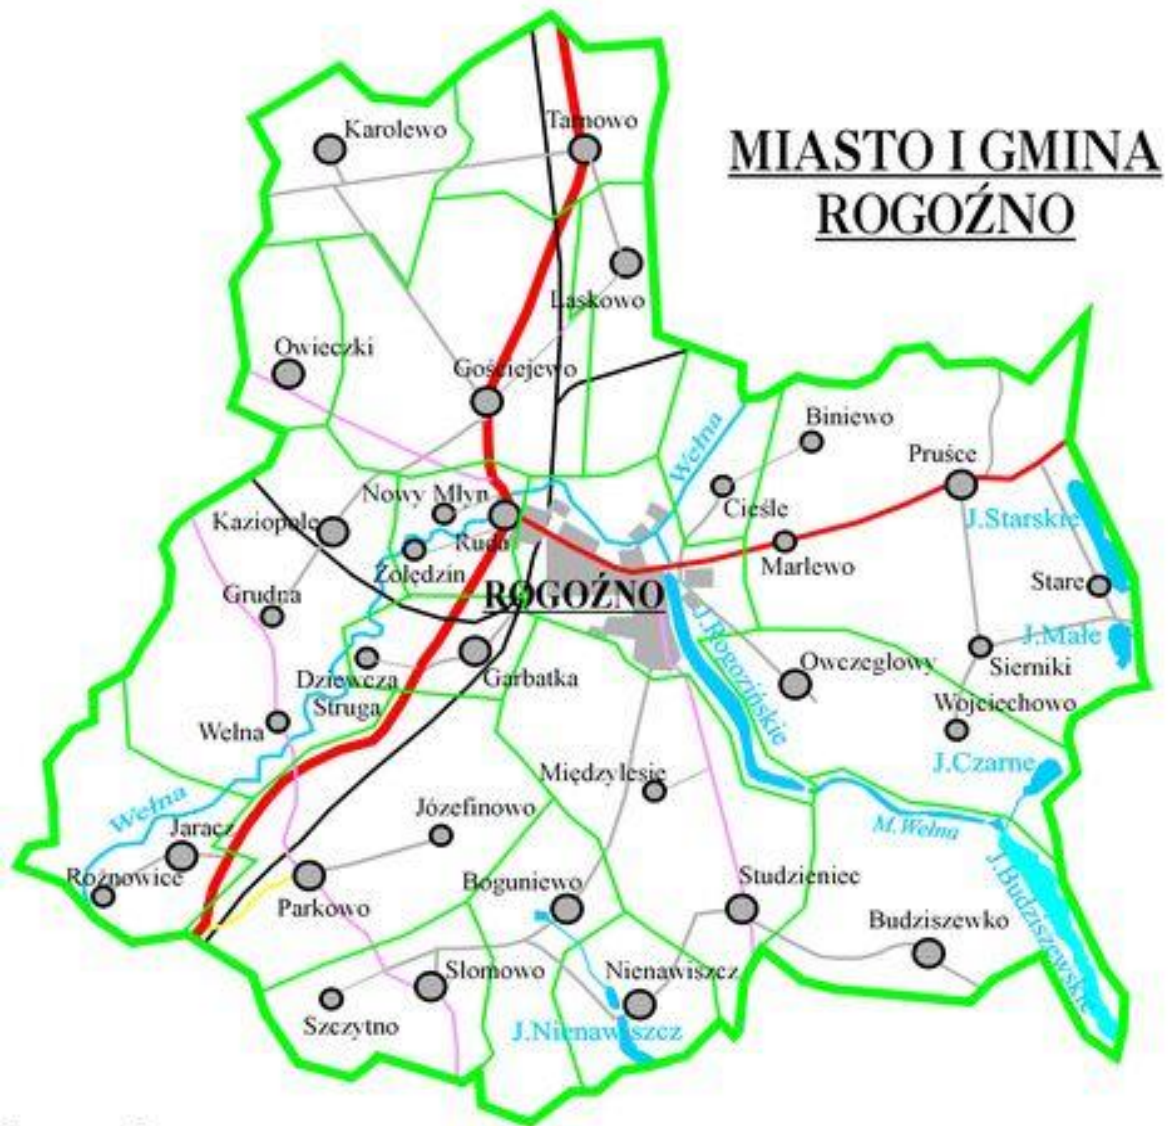 Karolewo
Tarnowo
MIASTO I GMINA
ROGOŹNO
Laskowo
Owieczki
Gościejewo
Biniewo
Wełna
Pruśce
Nowy Młyn
Cieśle
Kaziopole
J.Starskie
Ruda
Marlewo
Żołędzin
Stare
Grudna
ROGOŹNO
J.Małe
J.Rogozińskie
Sierniki
Owczegłowy
Dziewcza
Struga
Garbatka
Wojciechowo
Wełna
J.Czarne
Międzylesie
Wełna
Józefinowo
M.Wełna
Jaracz
Rożnowice
Boguniewo
Studzieniec
J.Budziszewskie
Parkowo
Budziszewko
Słomowo
Nienawiszcz
Szczytno
J.Nienawiszcz